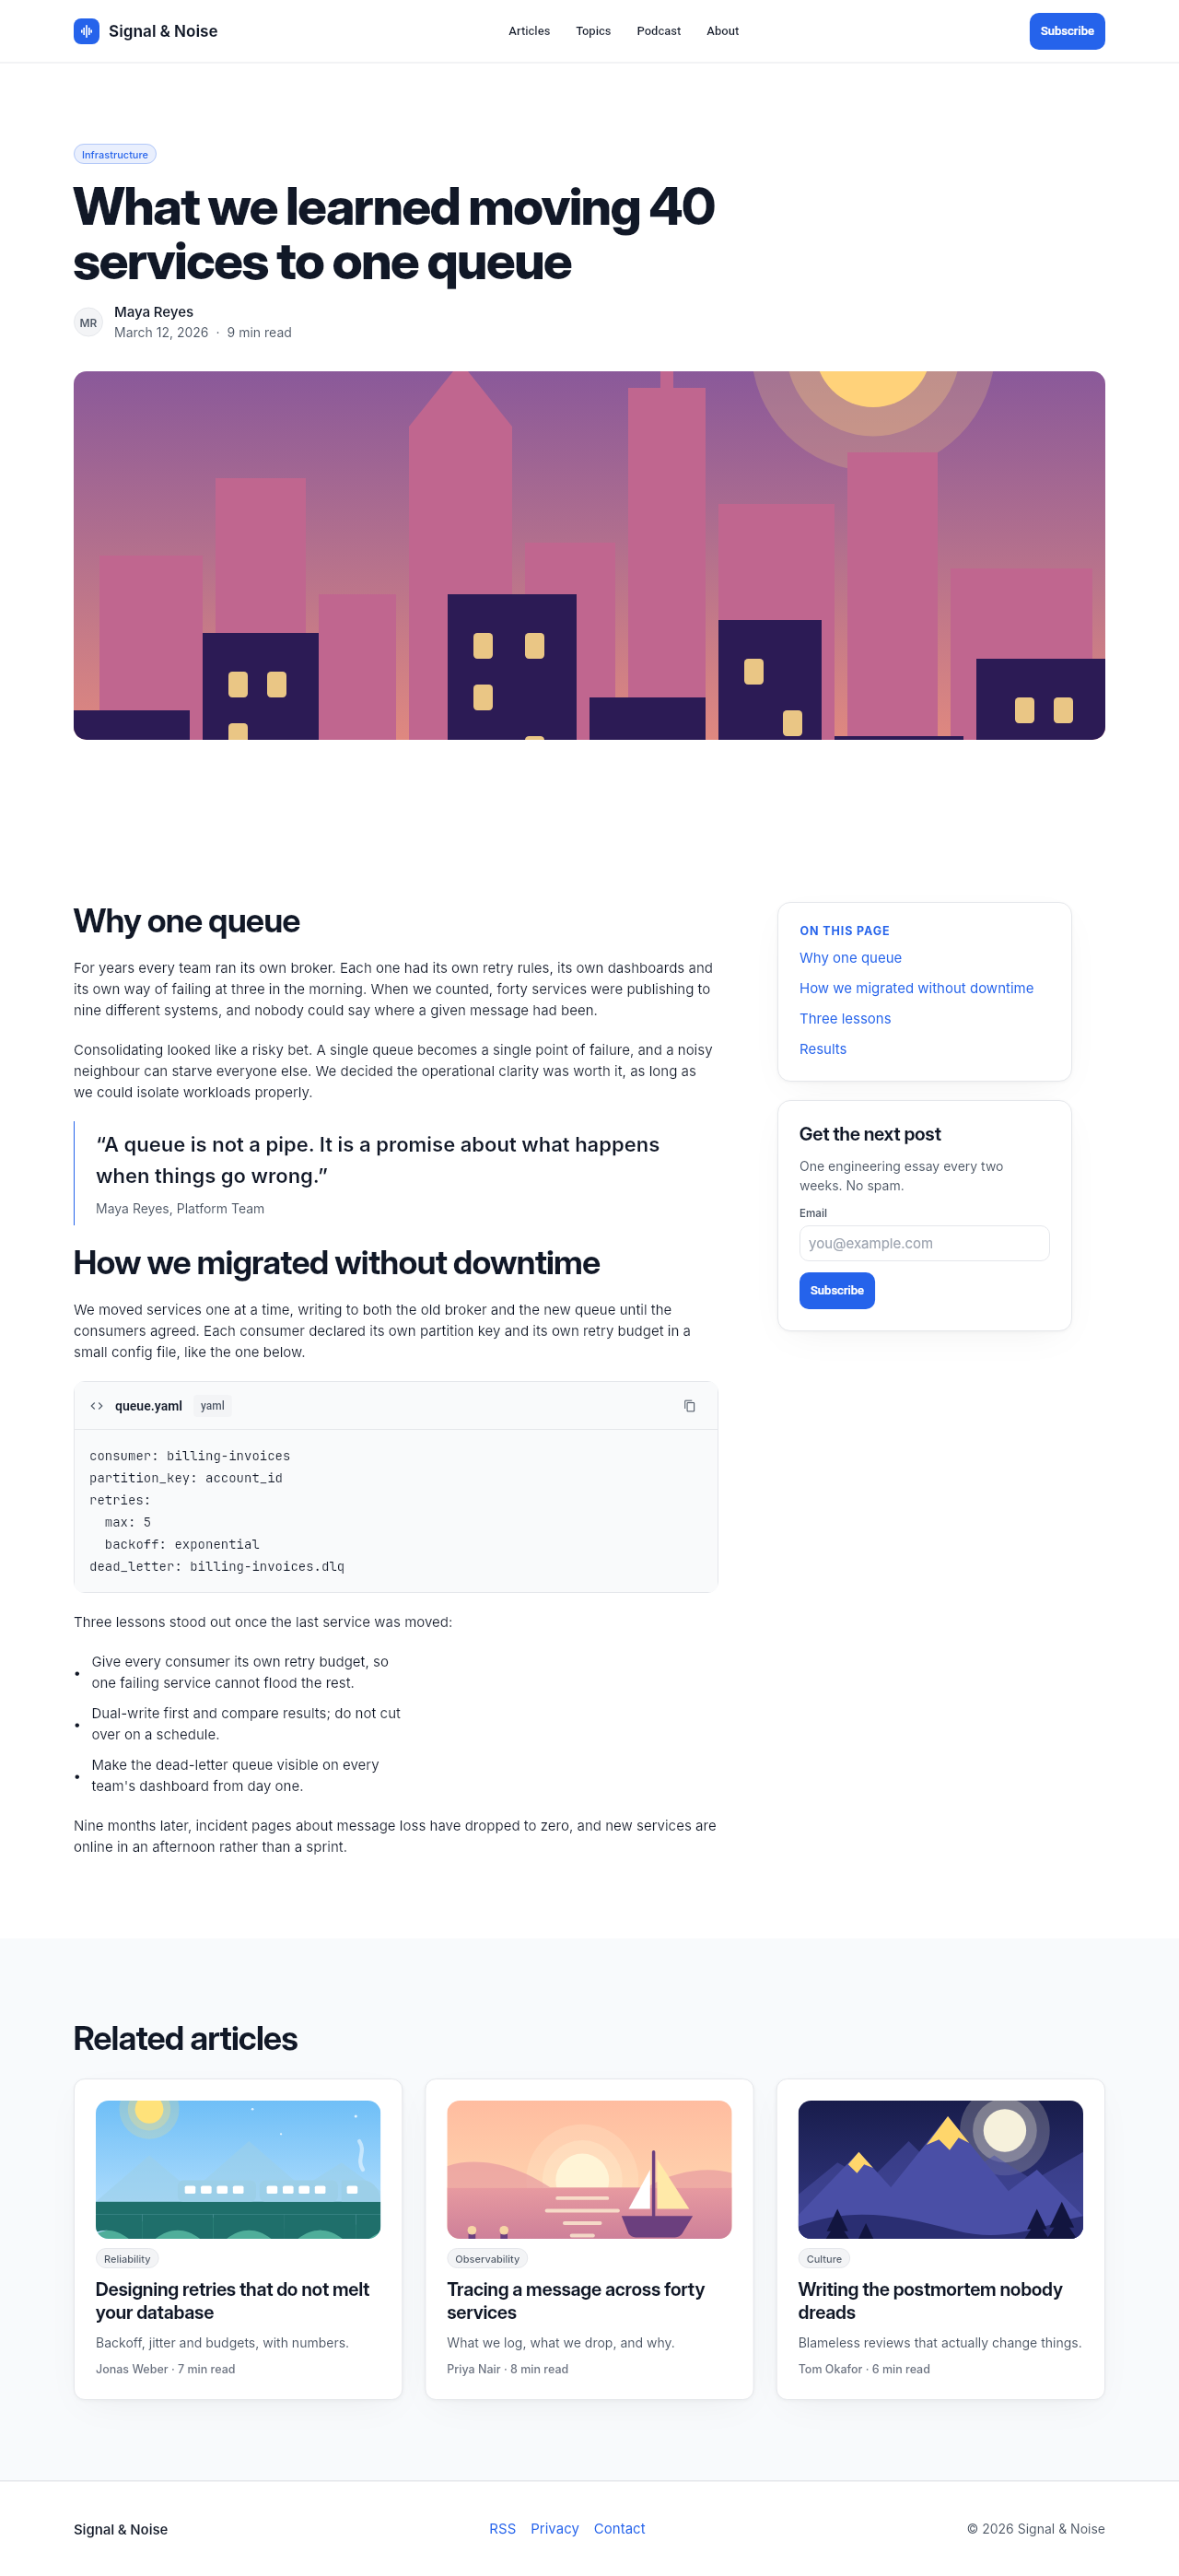 Signal & Noise
Articles
Topics
Podcast
About
Subscribe
Infrastructure
What we learned moving 40
services to one queue
MR
Maya Reyes
March 12, 2026 · 9 min read
Why one queue
For years every team ran its own broker. Each one had its own retry rules, its own dashboards and
its own way of failing at three in the morning. When we counted, forty services were publishing to
nine different systems, and nobody could say where a given message had been.
Consolidating looked like a risky bet. A single queue becomes a single point of failure, and a noisy
neighbour can starve everyone else. We decided the operational clarity was worth it, as long as
we could isolate workloads properly.
“A queue is not a pipe. It is a promise about what happens
when things go wrong.”
Maya Reyes, Platform Team
How we migrated without downtime
We moved services one at a time, writing to both the old broker and the new queue until the
consumers agreed. Each consumer declared its own partition key and its own retry budget in a
small config file, like the one below.
queue.yaml
yaml
consumer: billing-invoices
partition_key: account_id
retries:
  max: 5
  backoff: exponential
dead_letter: billing-invoices.dlq
Three lessons stood out once the last service was moved:
• Give every consumer its own retry budget, so
one failing service cannot flood the rest.
• Dual-write first and compare results; do not cut
over on a schedule.
• Make the dead-letter queue visible on every
team's dashboard from day one.
Nine months later, incident pages about message loss have dropped to zero, and new services are
online in an afternoon rather than a sprint.
ON THIS PAGE
Why one queue
How we migrated without downtime
Three lessons
Results
Get the next post
One engineering essay every two
weeks. No spam.
Email
you@example.com
Subscribe
Related articles
Reliability
Designing retries that do not melt
your database
Backoff, jitter and budgets, with numbers.
Jonas Weber · 7 min read
Observability
Tracing a message across forty
services
What we log, what we drop, and why.
Priya Nair · 8 min read
Culture
Writing the postmortem nobody
dreads
Blameless reviews that actually change things.
Tom Okafor · 6 min read
Signal & Noise
RSS
Privacy
Contact
© 2026 Signal & Noise